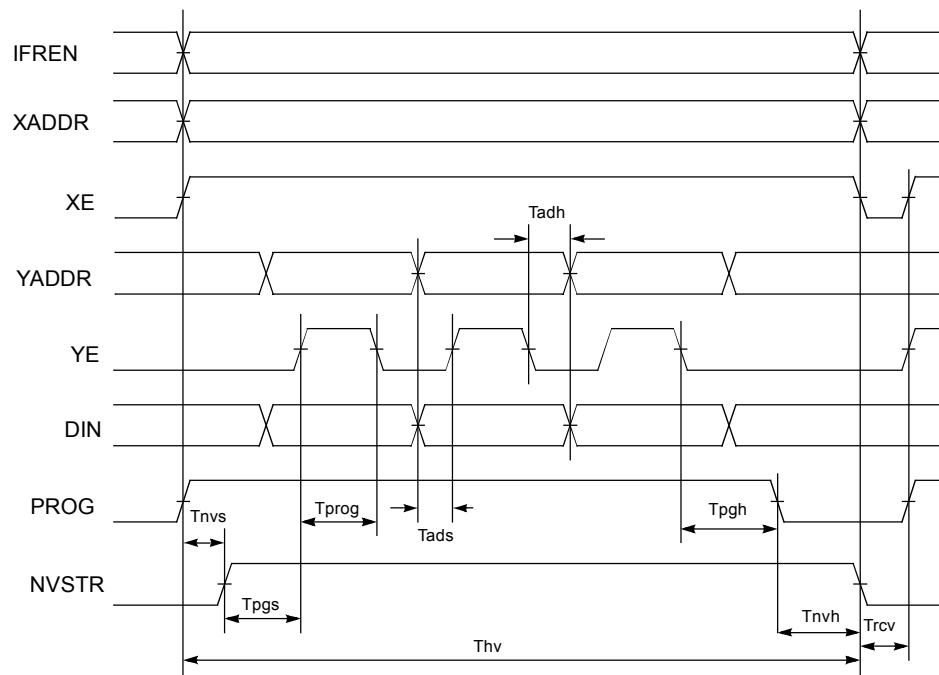 IFREN
XADDR
XE
Tadh
YADDR
YE
DIN
PROG
Tnvs
Tprog
Tads
Tpgh
NVSTR
Tpgs
Tnvh
Trcv
Thv